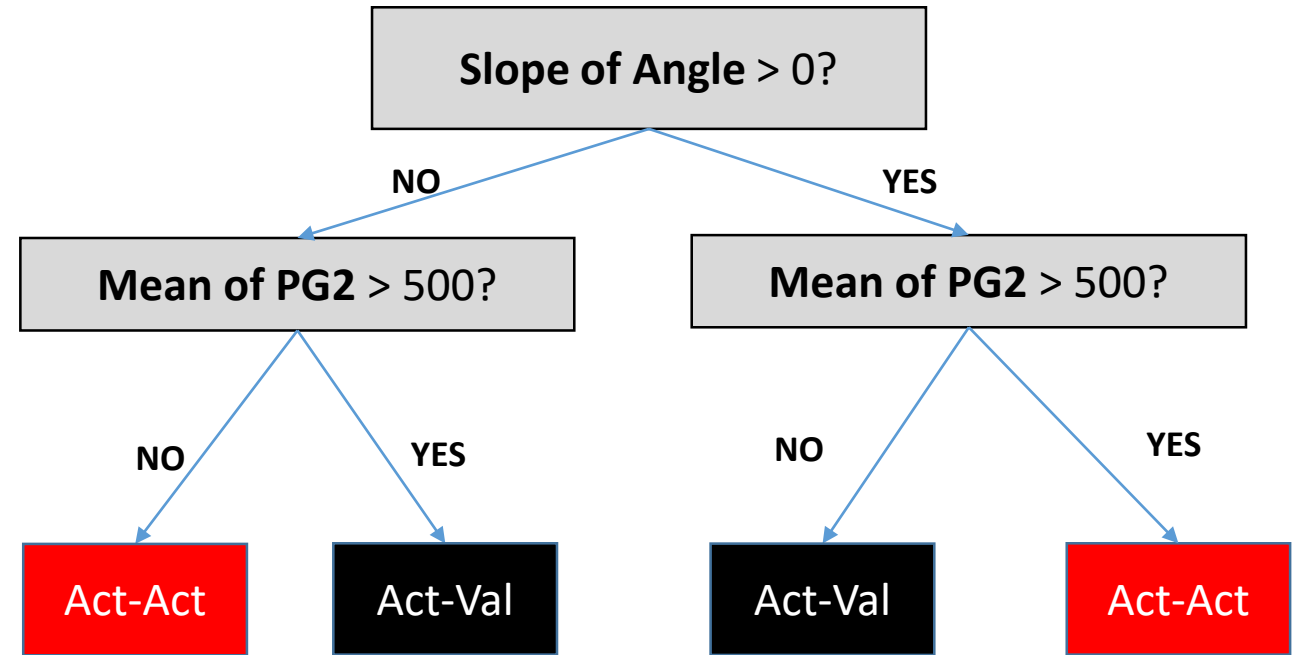 Slope of Angle > 0?
NO
YES
Mean of PG2 > 500?
Mean of PG2 > 500?
NO
YES
NO
YES
Act-Act
Act-Val
Act-Val
Act-Act